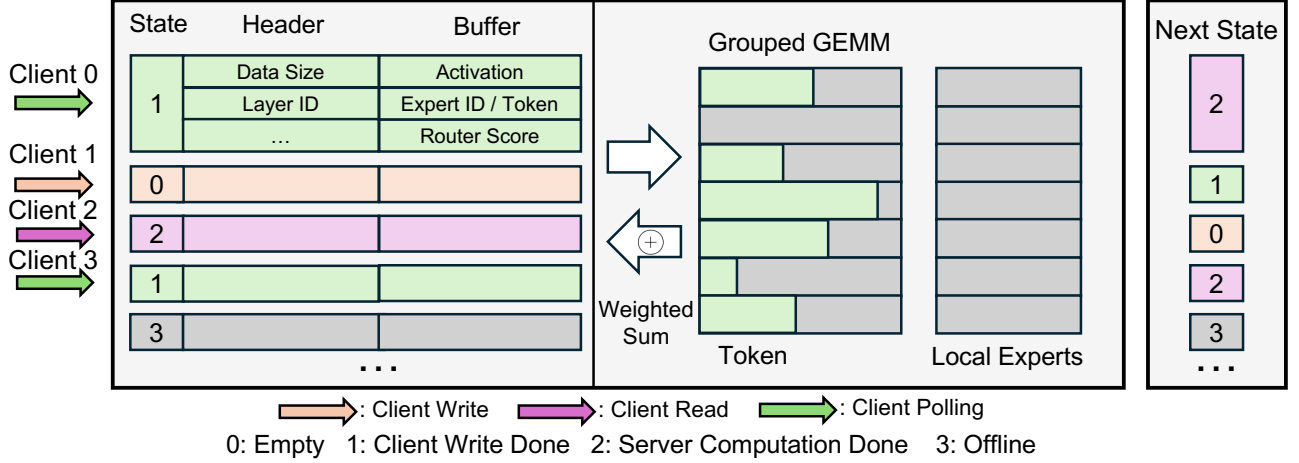 State Header Buffer
Client 0
1
Data Size
Activation
Layer ID
Expert ID / Token
...
Router Score
Client 1
0
Client 2
2
Client 3
1
3
...
Grouped GEMM
+
Weighted
Sum
Token
Local Experts
Next State
2
1
0
2
3
...
: Client Write : Client Read : Client Polling
0: Empty 1: Client Write Done 2: Server Computation Done 3: Offline